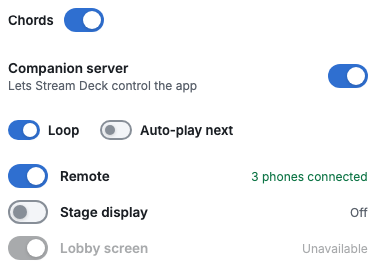 Chords
Companion server
Lets Stream Deck control the app
Loop Auto-play next
Remote 3 phones connected
Stage display Off
Lobby screen Unavailable